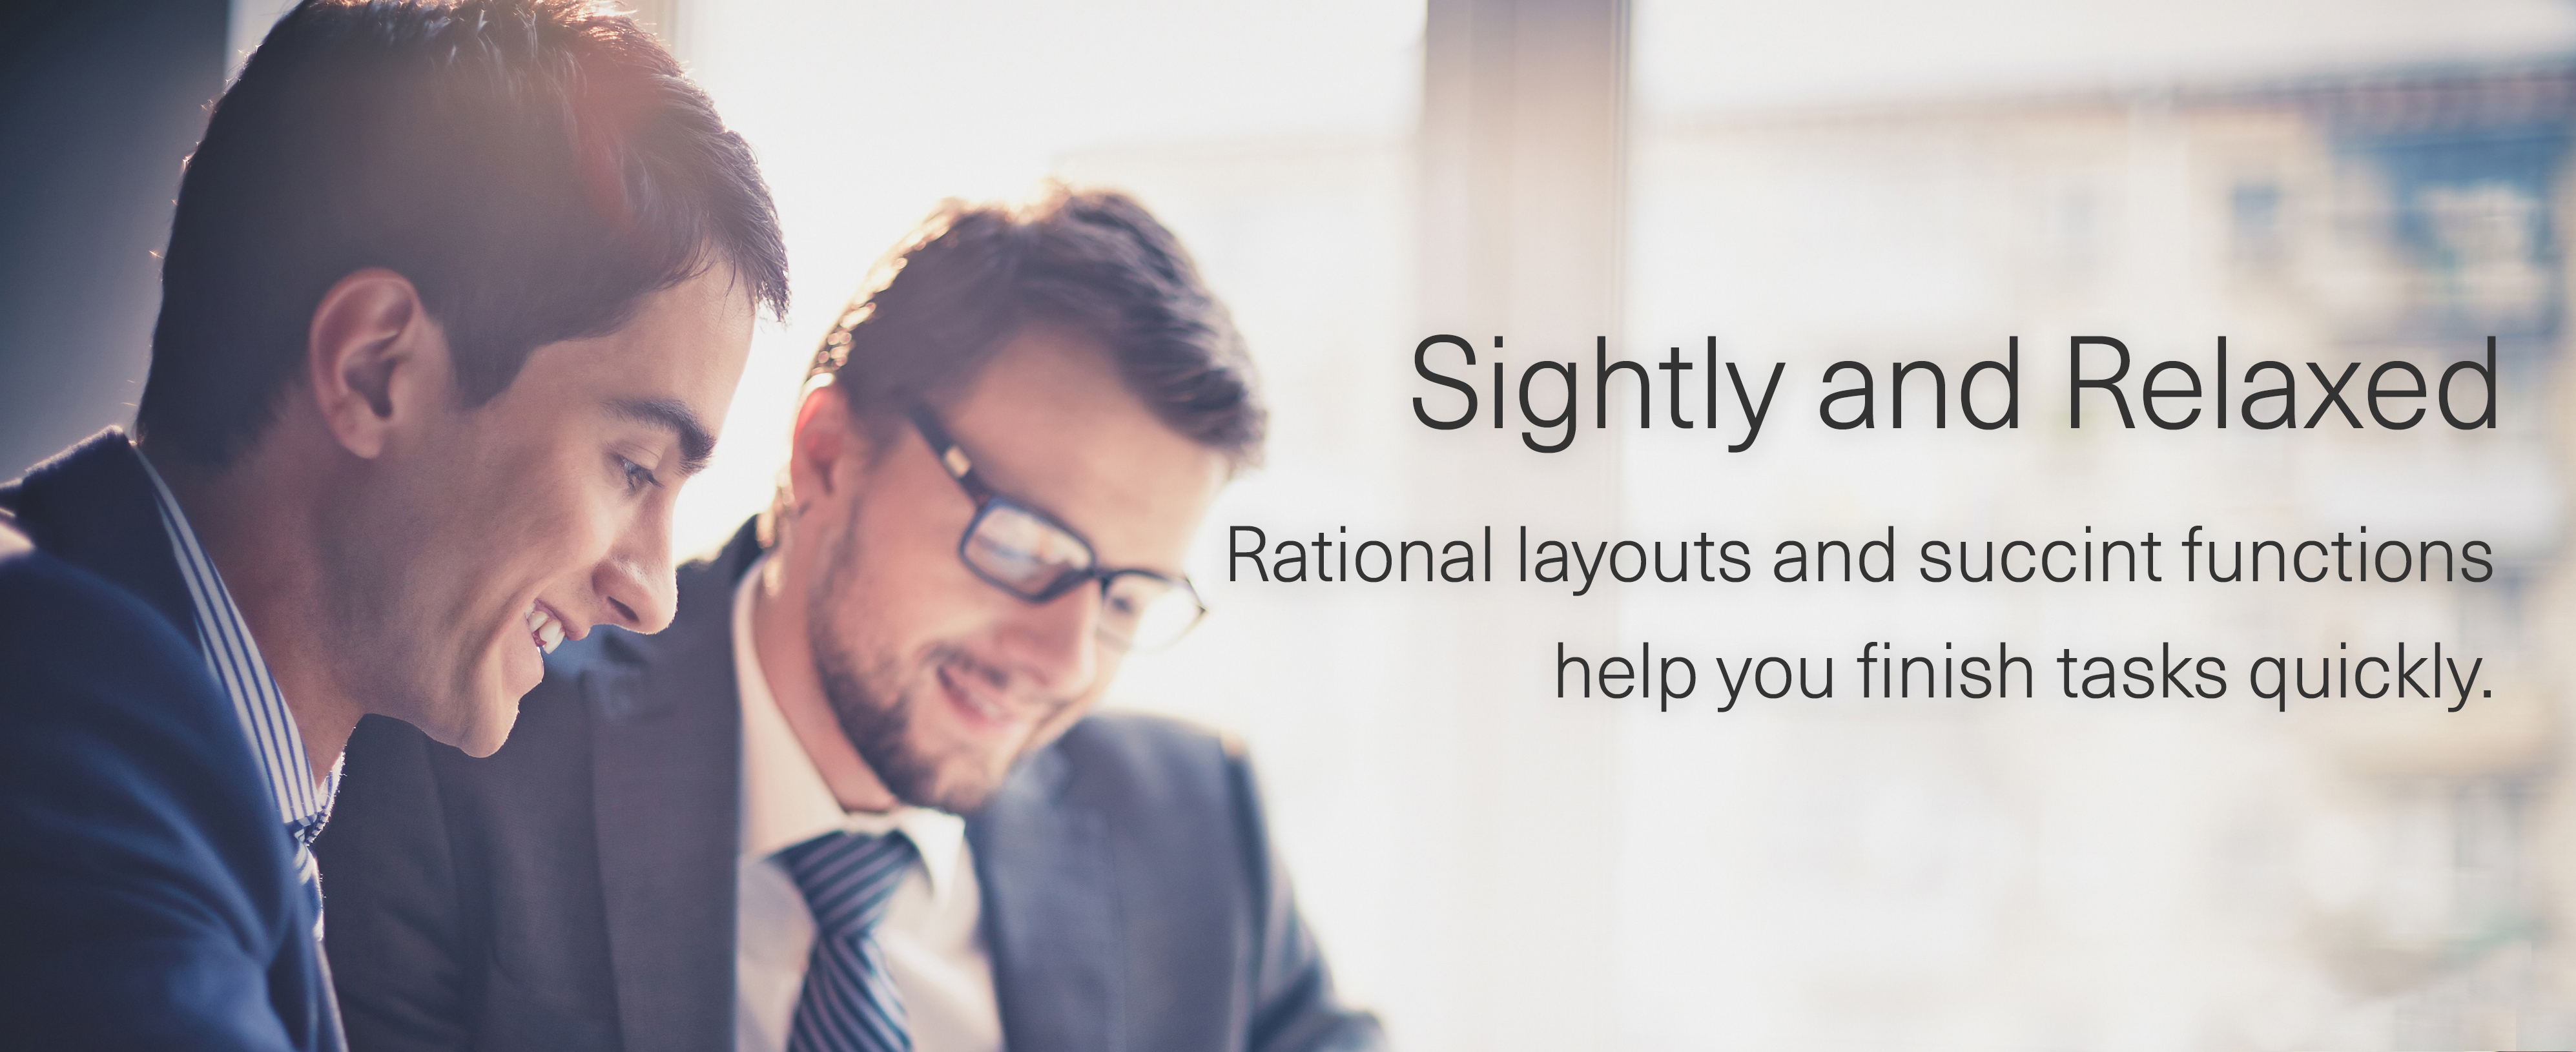 Sightly and Relaxed
Rational layouts and succint functions
help you finish tasks quickly.